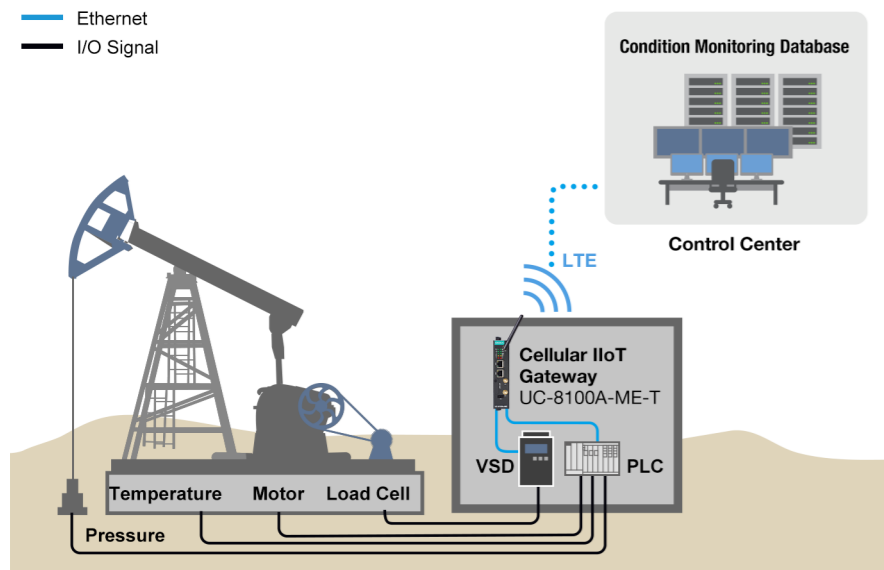 Ethernet
I/O Signal
Condition Monitoring Database
Control Center
LTE
Cellular IIoT
Gateway
UC-8100A-ME-T
VSD
PLC
Temperature
Motor
Load Cell
Pressure